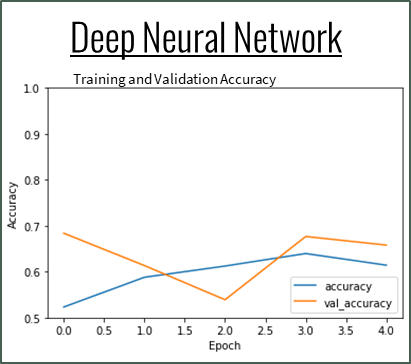 Deep Neural Network
Training and Validation Accuracy
1.0
0.9
0.8
0.7
0.6
0.5
Accuracy
accuracy
val_accuracy
0.0 0.5 1.0 1.5 2.0 2.5 3.0 3.5 4.0
Epoch